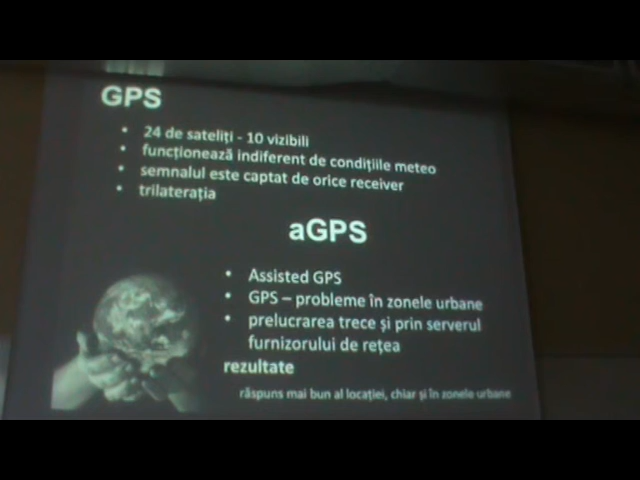 GPS
• 24 de sateliți - 10 vizibili
• funcționează indiferent de condițiile meteo
• semnalul este captat de orice receiver
• trilaterația
aGPS
• Assisted GPS
• GPS – probleme în zonele urbane
• prelucrarea trece și prin serverul
furnizorului de rețea
rezultate
răspuns mai bun al locației, chiar și în zonele urbane